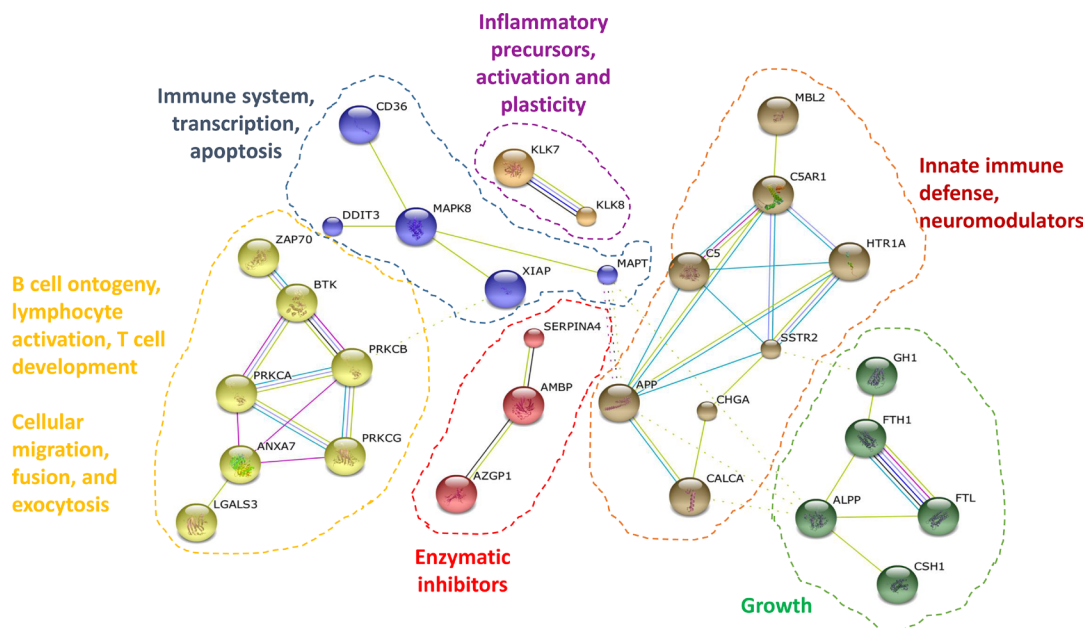 Inflammatory
precursors,
activation and
plasticity
Immune system,
transcription,
apoptosis
CD36
MBL2
KLK7
C5AR1
Innate immune
defense,
neuromodulators
DDIT3
MAPK8
KLK8
ZAP70
XIAP
MAPT
C5
HTR1A
B cell ontogeny,
lymphocyte
activation, T cell
development
BTK
SERPINA4
SSTR2
PRKCB
GH1
PRKCA
AMBP
APP
CHGA
FTH1
Cellular
migration,
fusion, and
exocytosis
ANXA7
PRKCG
AZGP1
CALCA
ALPP
FTL
LGALS3
Enzymatic
inhibitors
CSH1
Growth